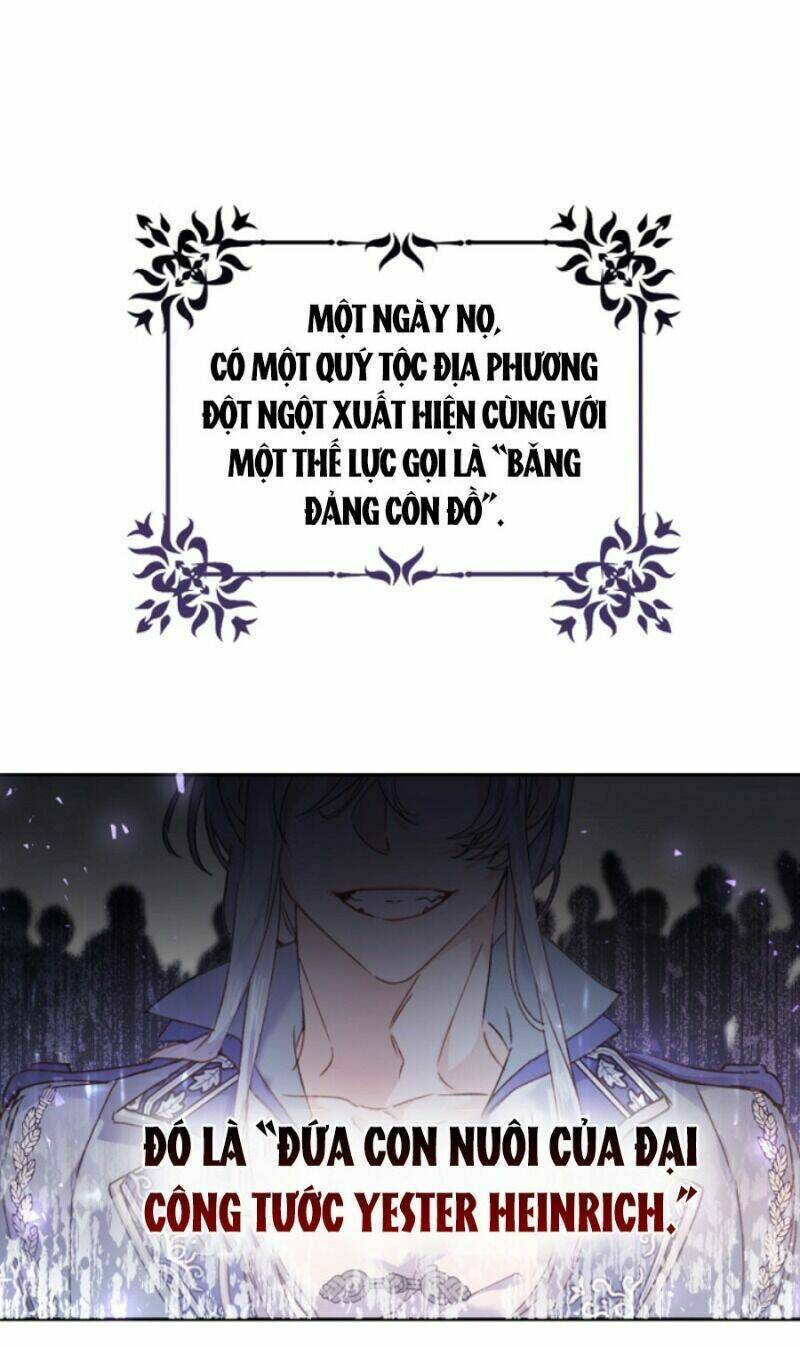 MỘT NGÀY NỌ,
CÓ MỘT QUÝ TỘC ĐỊA PHƯƠNG
ĐỘT NGỘT XUẤT HIỆN CÙNG VỚI
MỘT THẾ LỰC GỌI LÀ "BĂNG
ĐẢNG CÔN ĐỒ".
ĐÓ LÀ "ĐỨA CON NUÔI CỦA ĐẠI
CÔNG TƯỚC YESTER HEINRICH."